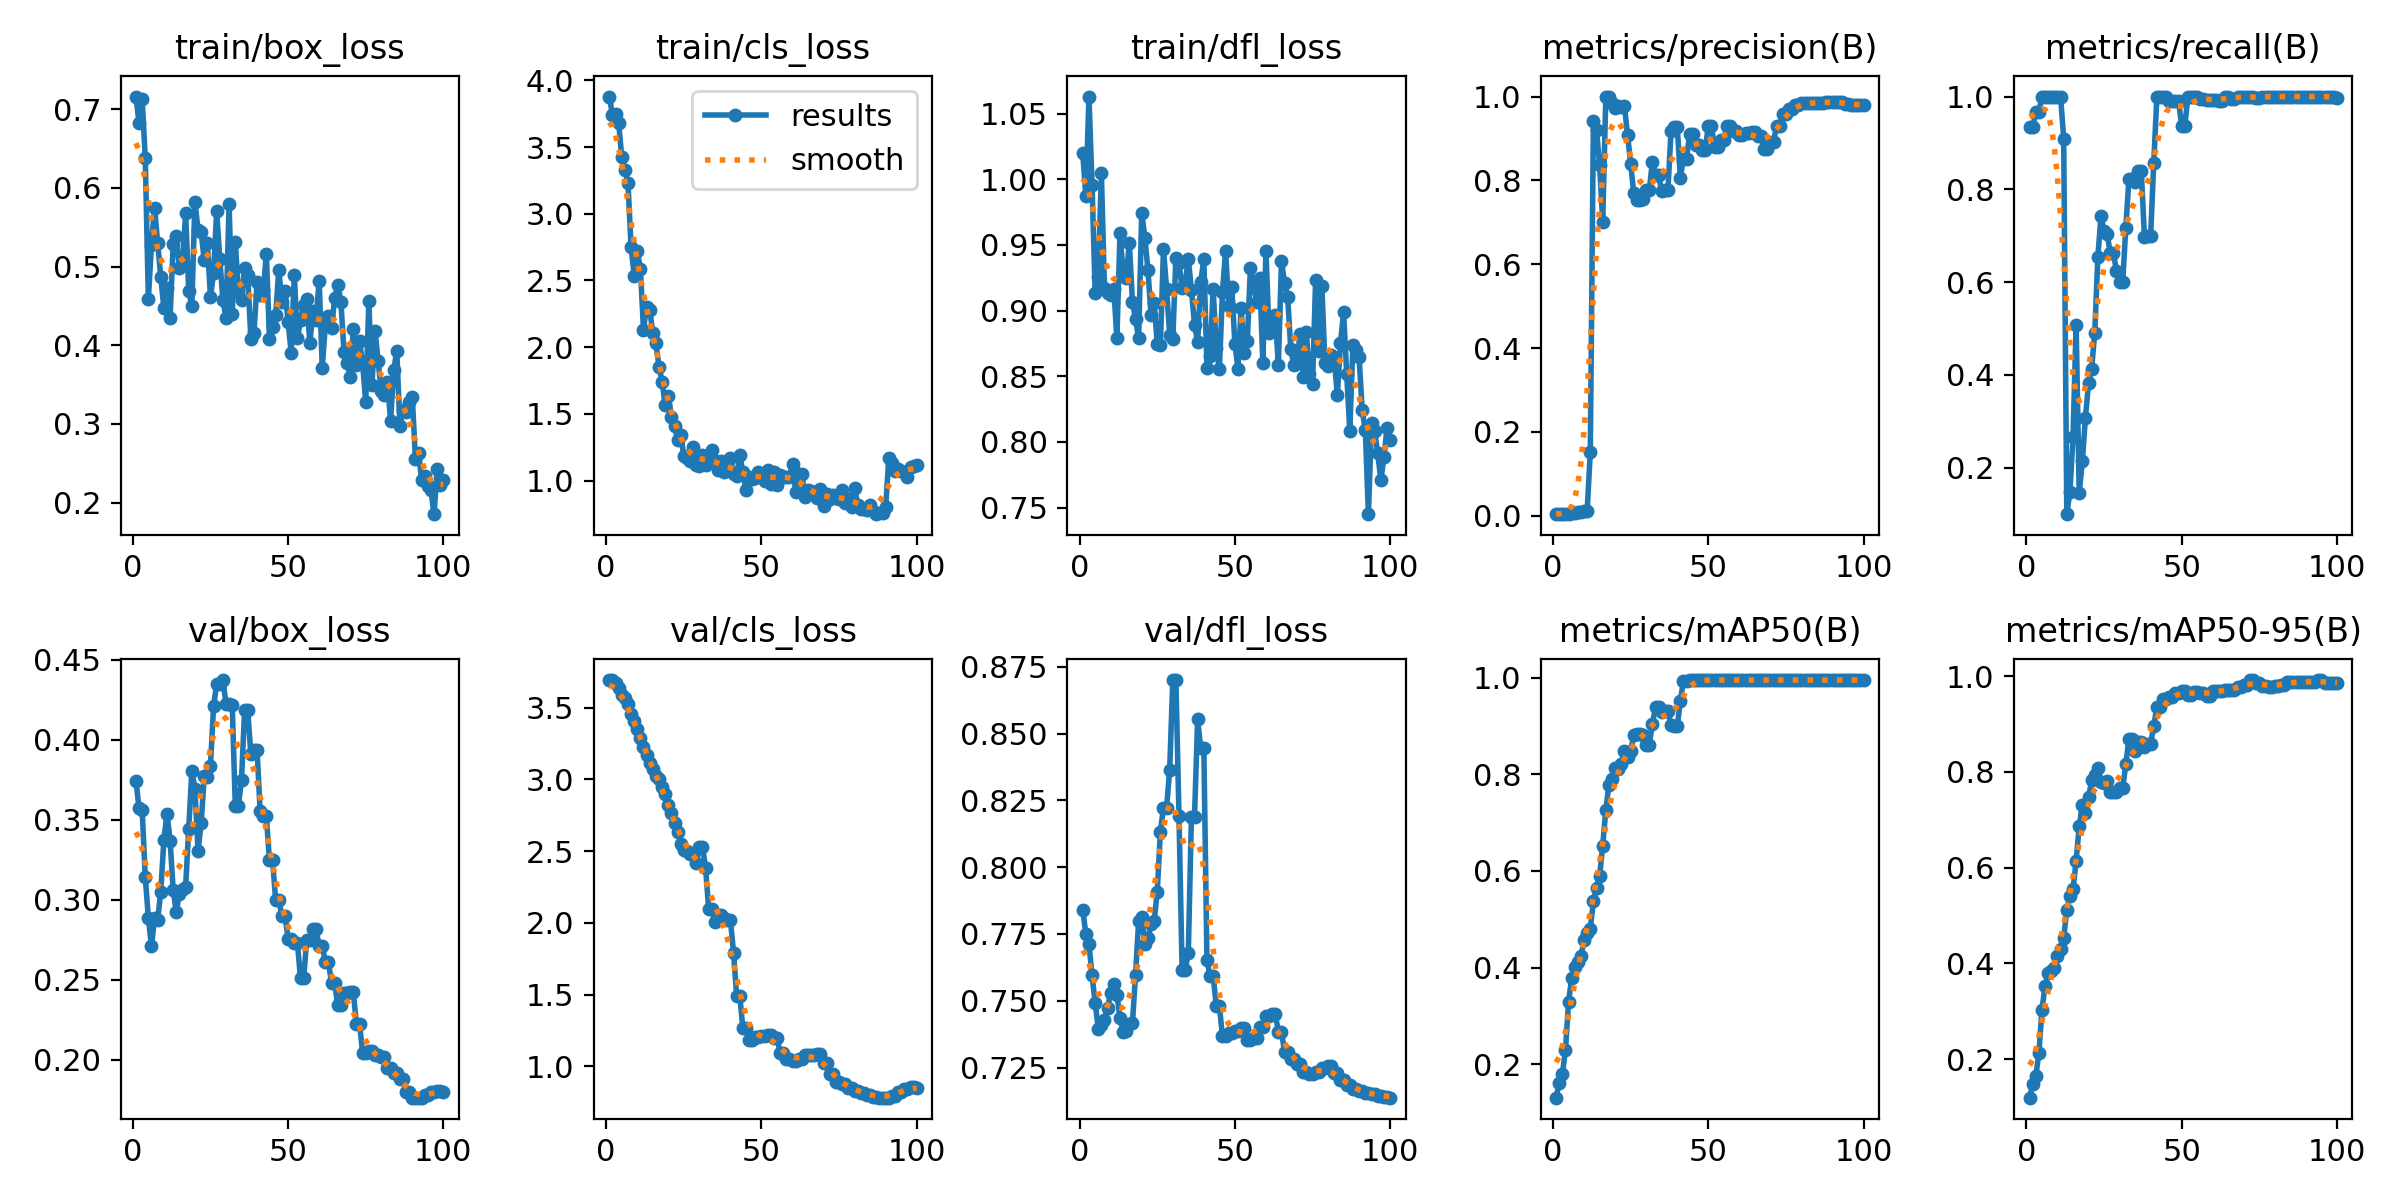 train/box_loss
0.7
0.6
0.5
0.4
0.3
0.2
0 50 100
train/cls_loss
results
smooth
4.0
3.5
3.0
2.5
2.0
1.5
1.0
0 50 100
train/dfl_loss
1.05
1.00
0.95
0.90
0.85
0.80
0.75
0 50 100
metrics/precision(B)
1.0
0.8
0.6
0.4
0.2
0.0
0 50 100
metrics/recall(B)
1.0
0.8
0.6
0.4
0.2
0 50 100
val/box_loss
0.45
0.40
0.35
0.30
0.25
0.20
0 50 100
val/cls_loss
3.5
3.0
2.5
2.0
1.5
1.0
0 50 100
val/dfl_loss
0.875
0.850
0.825
0.800
0.775
0.750
0.725
0 50 100
metrics/mAP50(B)
1.0
0.8
0.6
0.4
0.2
0 50 100
metrics/mAP50-95(B)
1.0
0.8
0.6
0.4
0.2
0 50 100